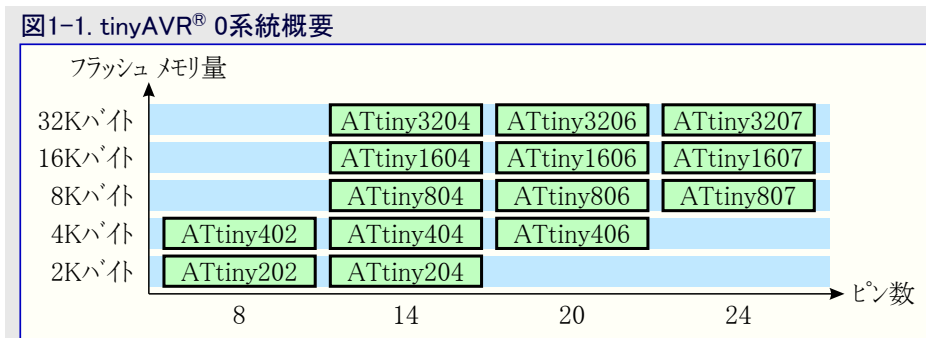 図1-1. tinyAVR® 0系統概要
フラッシュ メモリ量
32Kバイト ATtiny3204 ATtiny3206 ATtiny3207
16Kバイト ATtiny1604 ATtiny1606 ATtiny1607
8Kバイト ATtiny804 ATtiny806 ATtiny807
4Kバイト ATtiny402 ATtiny404 ATtiny406
2Kバイト ATtiny202 ATtiny204
ピン数
8 14 20 24